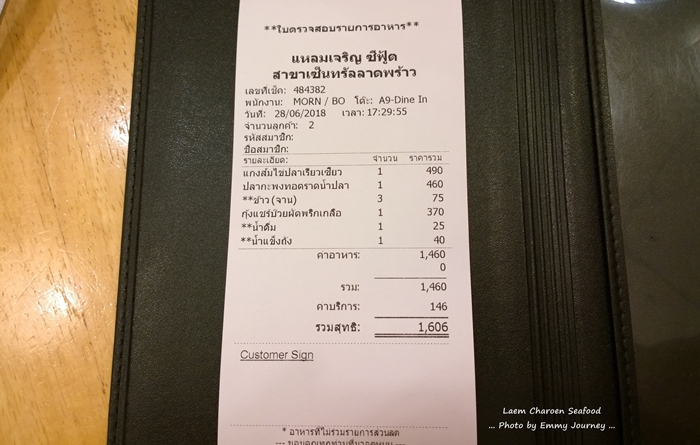 **ใบตรวจสอบรายการอาหาร**
แหลมเจริญ ซีฟู้ด
สาขาเซ็นทรัลลาดพร้าว
เลขที่เช็ค: 484382
พนักงาน: MORN / BO โต๊ะ: A9-Dine In
วันที่: 28/06/2018 เวลา: 17:29:55
จำนวนลูกค้า: 2
รหัสสมาชิก:
ชื่อสมาชิก:
รายละเอียด: จำนวน ราคารวม
แกงส้มไข่ปลาเรียวเซียว 1 490
ปลากะพงทอดราดน้ำปลา 1 460
**ข้าว (จาน) 3 75
กุ้งแชร์บ๊วยผัดพริกเกลือ 1 370
**น้ำดื่ม 1 25
**น้ำแข็งถัง 1 40
ค่าอาหาร: 1,460
0
รวม: 1,460
ค่าบริการ: 146
รวมสุทธิ: 1,606
Customer Sign
* อาหารที่ไม่ร่วมรายการส่วนลด
Laem Charoen Seafood
... Photo by Emmy Journey ...